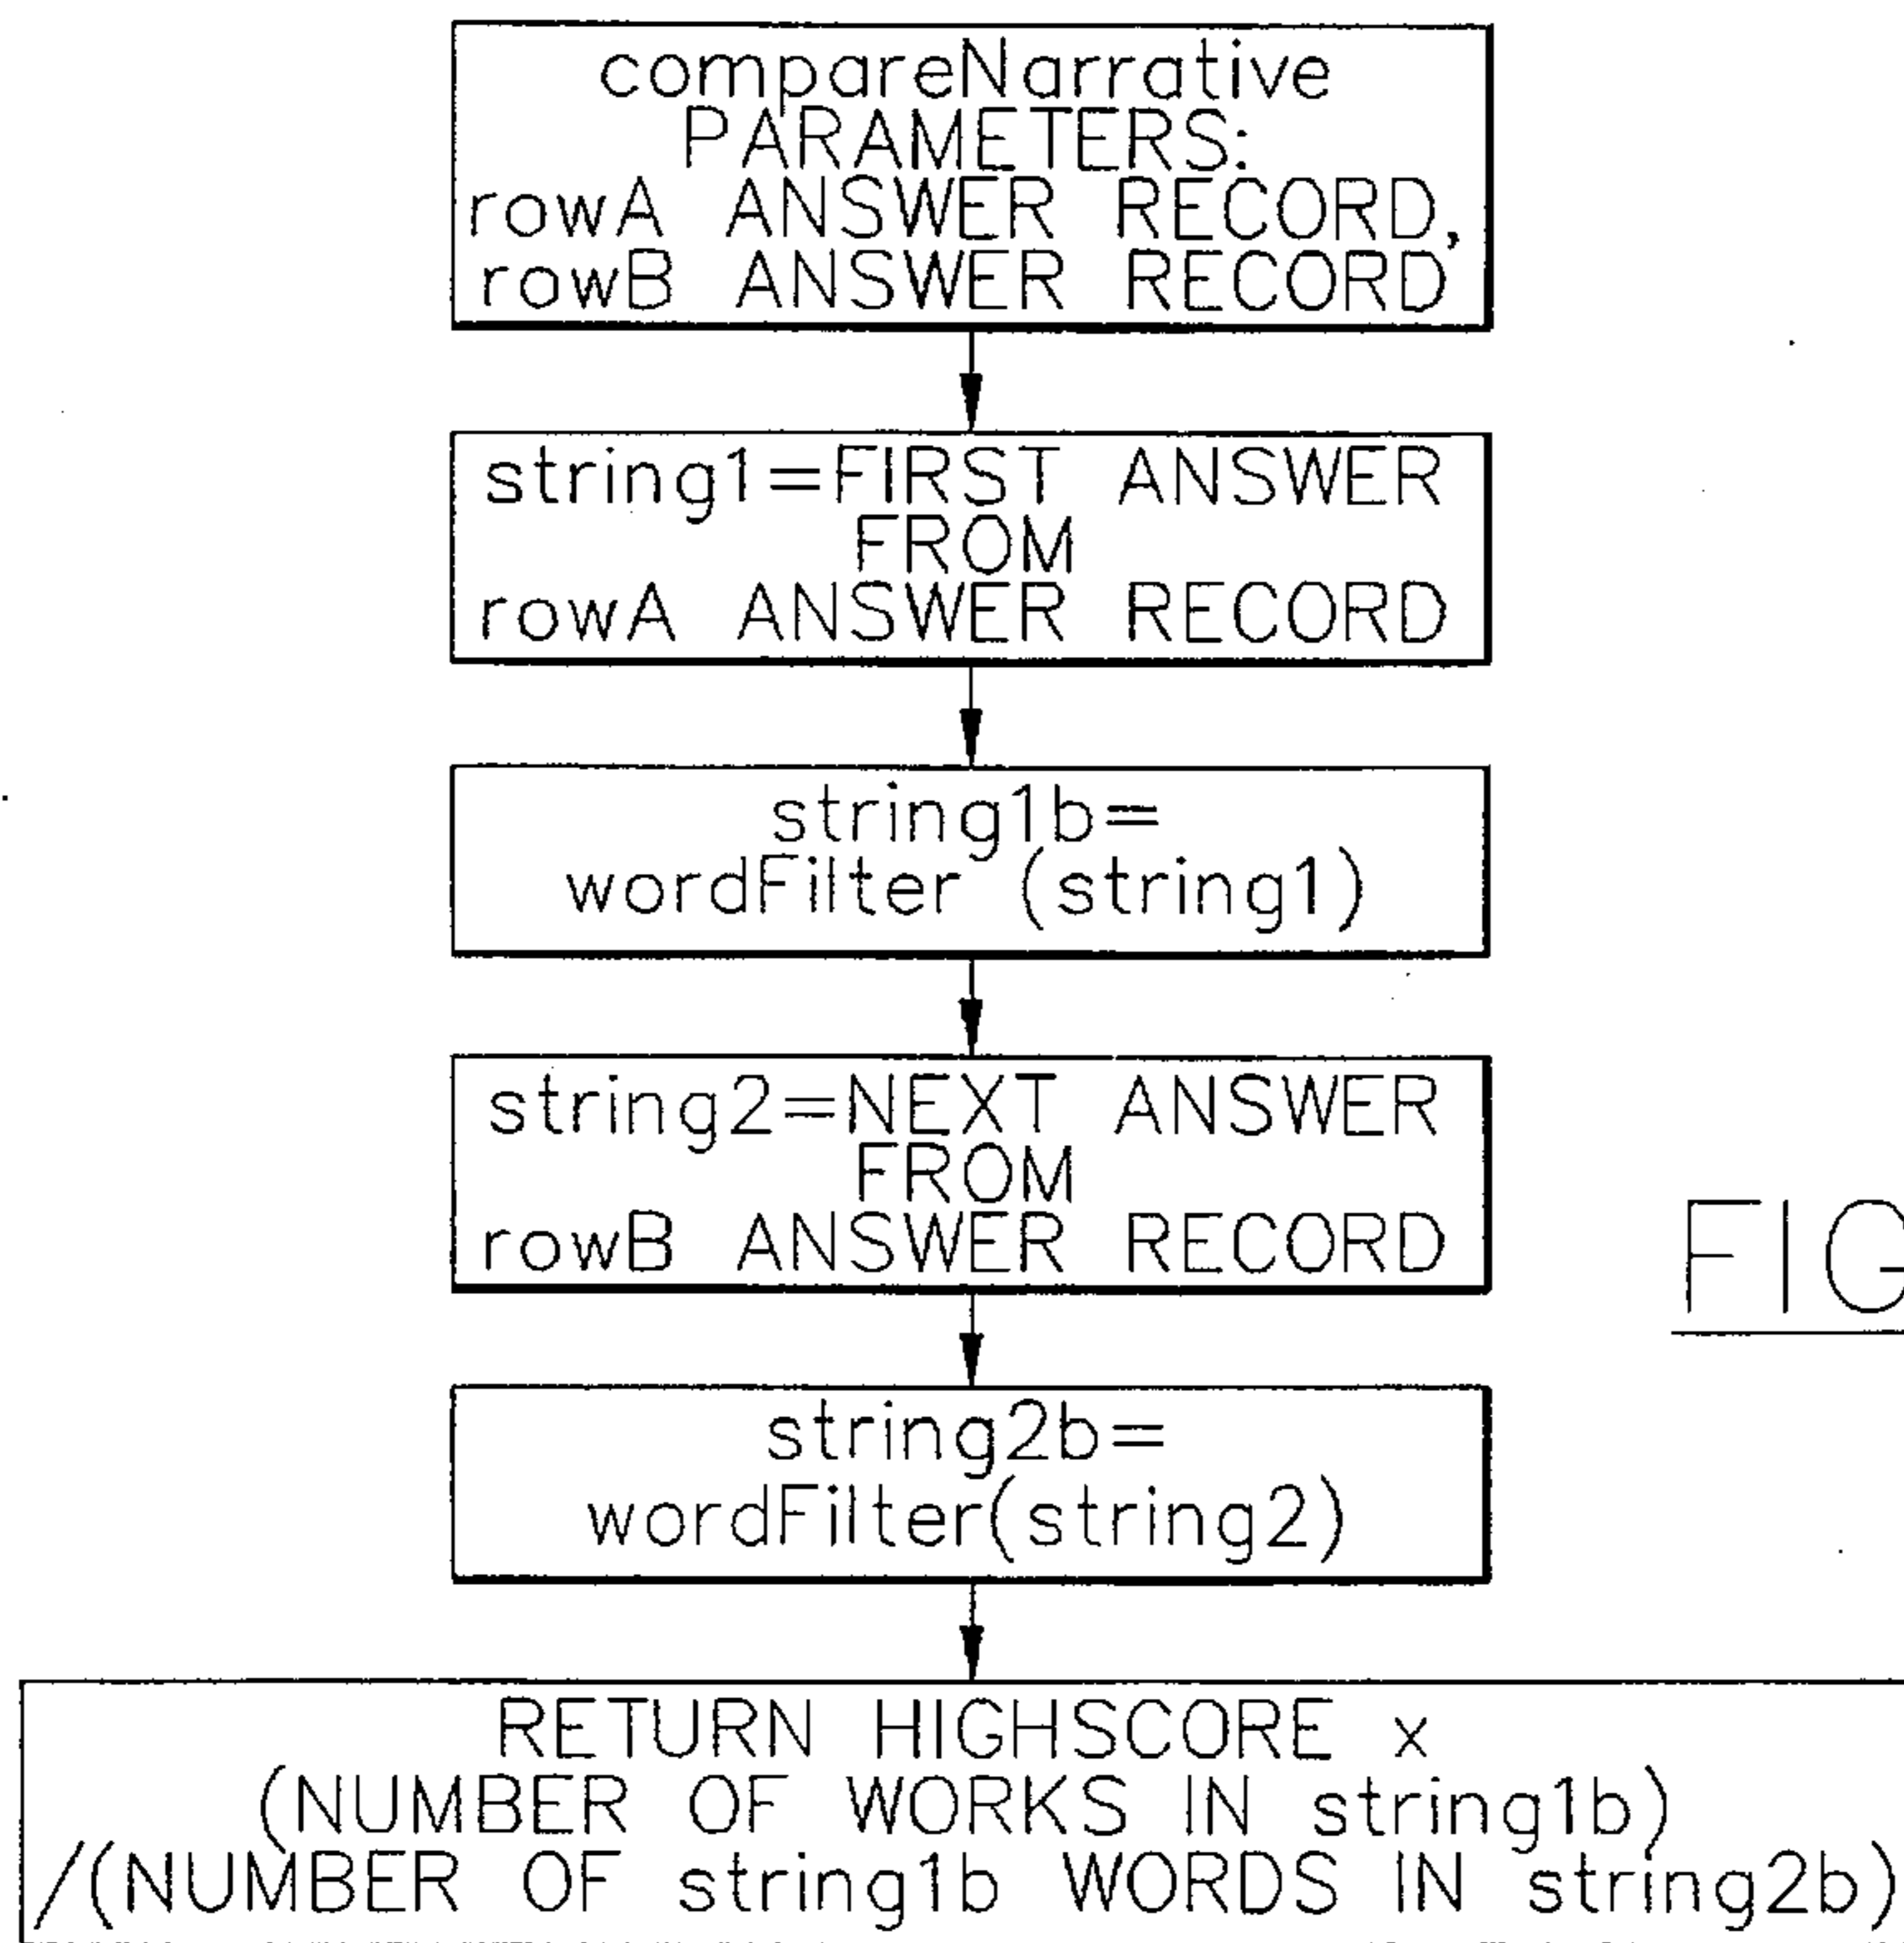 compareNarrative
PARAMETERS:
rowA ANSWER RECORD,
rowB ANSWER RECORD
string1=FIRST ANSWER
FROM
rowA ANSWER RECORD
string1b=
wordFilter (string1)
string2=NEXT ANSWER
FROM
rowB ANSWER RECORD
FIG
string2b=
wordFilter(string2)
RETURN HIGHSCORE x
(NUMBER OF WORKS IN string1b)
/(NUMBER OF string1b WORDS IN string2b)